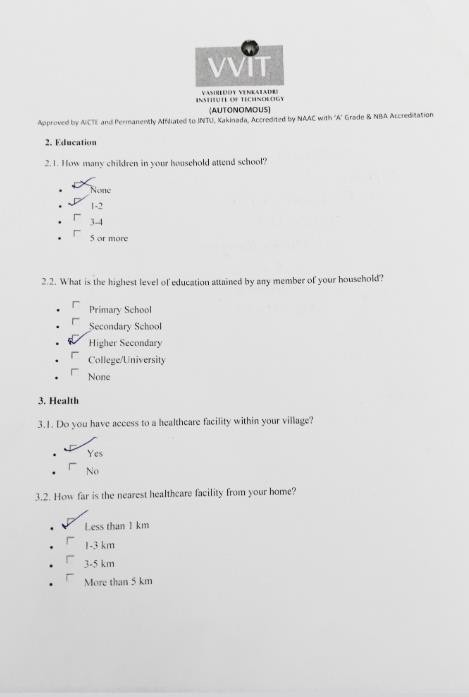 VVIT
VASIREDDY VENKATADRI
INSTITUTE OF TECHNOLOGY
(AUTONOMOUS)
Approved by AICTE and Permanently Affiliated to JNTU, Kakinada, Accredited by NAAC with 'A' Grade & NBA Accreditation
2. Education
2.1. How many children in your household attend school?
None
1-2
3-4
5 or more
2.2. What is the highest level of education attained by any member of your household?
Primary School
Secondary School
Higher Secondary
College/University
None
3. Health
3.1. Do you have access to a healthcare facility within your village?
Yes
No
3.2. How far is the nearest healthcare facility from your home?
Less than 1 km
1-3 km
3-5 km
More than 5 km